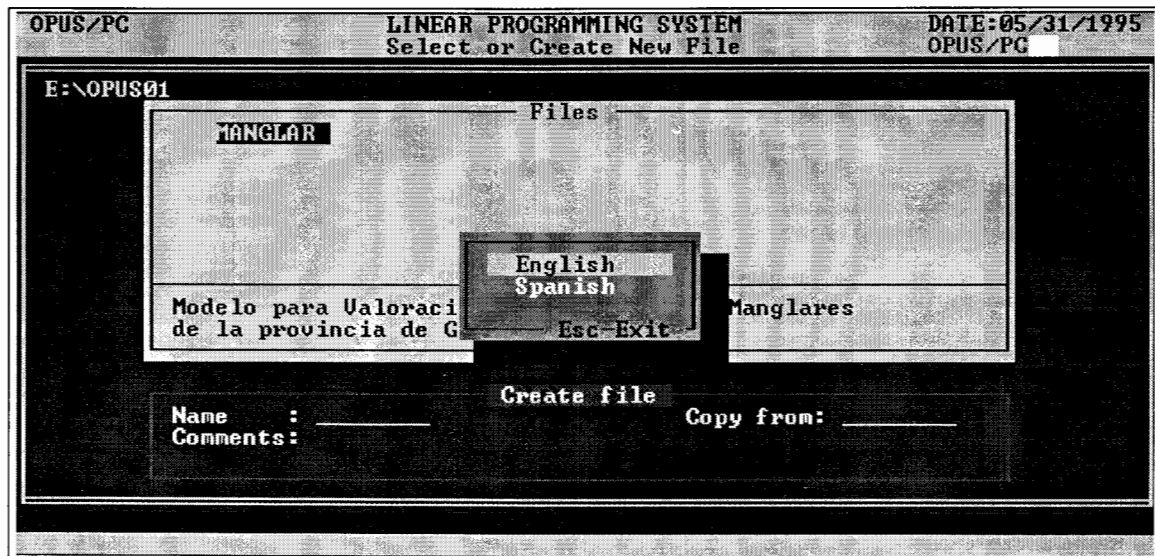 OPUS/PC LINEAR PROGRAMMING SYSTEM DATE:05/31/1995
Select or Create New File OPUS/PC
E:\OPUS01
Files
MANGLAR
English
Spanish
Modelo para Valoraci Manglares
de la provincia de G Esc-Exit
Create file
Name : Copy from:
Comments: